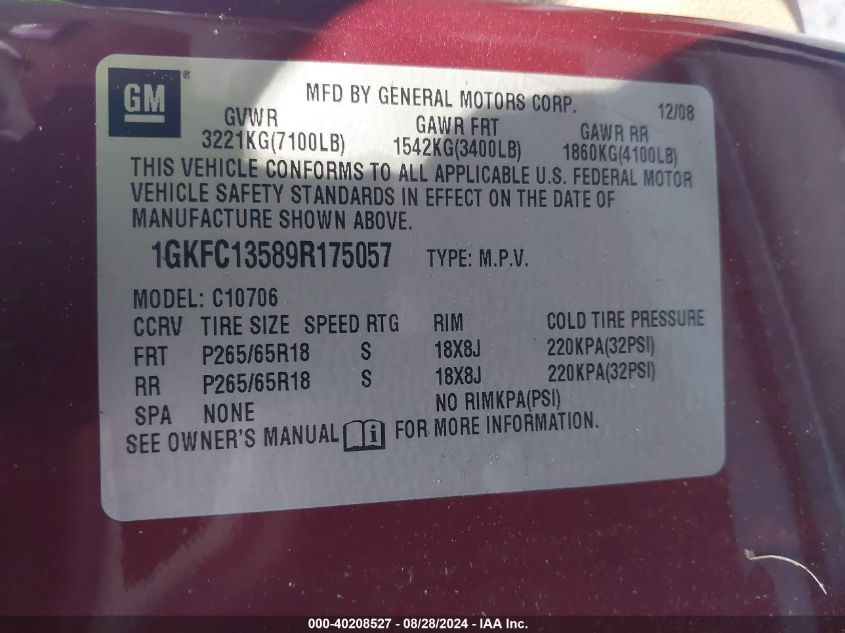 GM ®
MFD BY GENERAL MOTORS CORP. 12/08
GVWR GAWR FRT GAWR RR
3221KG(7100LB) 1542KG(3400LB) 1860KG(4100LB)
THIS VEHICLE CONFORMS TO ALL APPLICABLE U.S. FEDERAL MOTOR
VEHICLE SAFETY STANDARDS IN EFFECT ON THE DATE OF
MANUFACTURE SHOWN ABOVE.
1GKFC13589R175057 TYPE: M.P.V.
MODEL: C10706
CCRV TIRE SIZE SPEED RTG RIM COLD TIRE PRESSURE
FRT P265/65R18 S 18X8J 220KPA(32PSI)
RR P265/65R18 S 18X8J 220KPA(32PSI)
SPA NONE NO RIMKPA(PSI)
SEE OWNER'S MANUAL i FOR MORE INFORMATION.
000-40208527 - 08/28/2024 - IAA Inc.